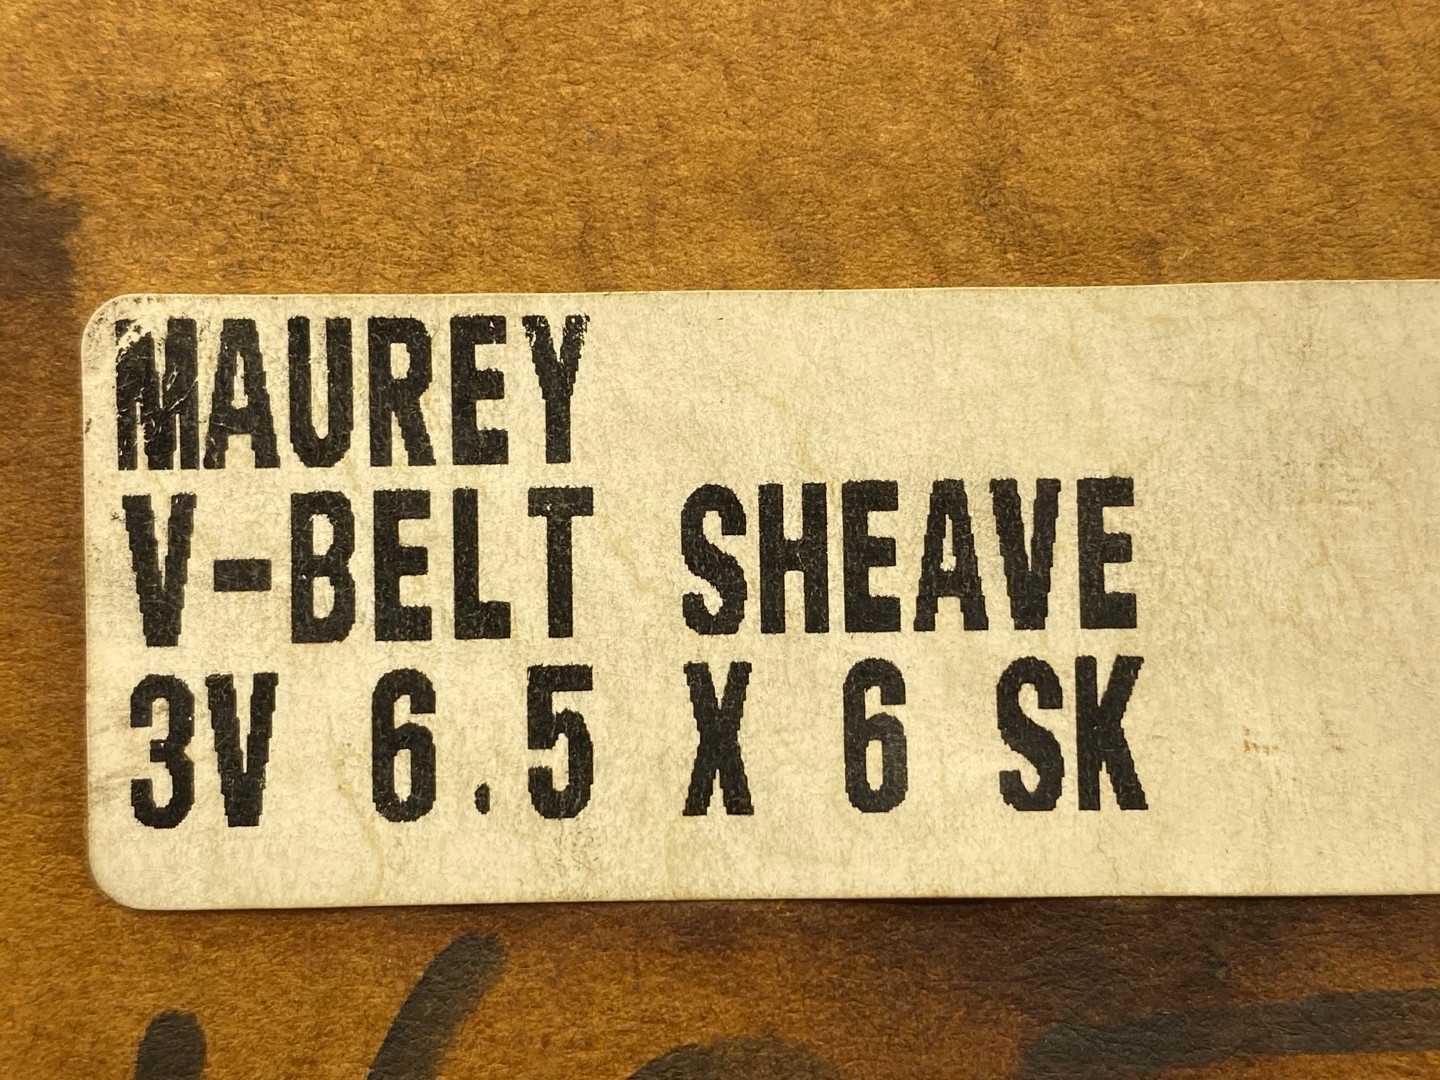 MAUREY
V-BELT SHEAVE
3V 6.5 X 6 SK